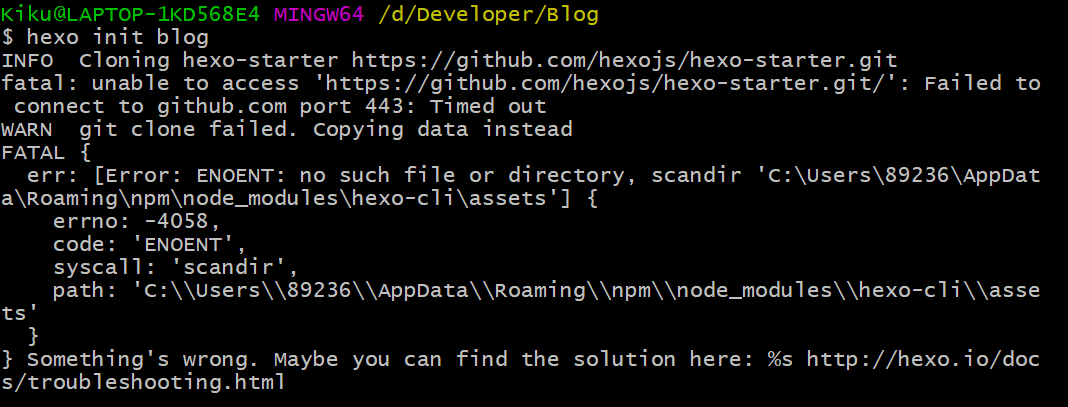 Kiku@LAPTOP-1KD568E4 MINGW64 /d/Developer/Blog
$ hexo init blog
INFO  Cloning hexo-starter https://github.com/hexojs/hexo-starter.git
fatal: unable to access 'https://github.com/hexojs/hexo-starter.git/': Failed to
 connect to github.com port 443: Timed out
WARN  git clone failed. Copying data instead
FATAL {
  err: [Error: ENOENT: no such file or directory, scandir 'C:\Users\89236\AppDat
a\Roaming\npm\node_modules\hexo-cli\assets'] {
    errno: -4058,
    code: 'ENOENT',
    syscall: 'scandir',
    path: 'C:\\Users\\89236\\AppData\\Roaming\\npm\\node_modules\\hexo-cli\\asse
ts'
  }
} Something's wrong. Maybe you can find the solution here: %s http://hexo.io/doc
s/troubleshooting.html